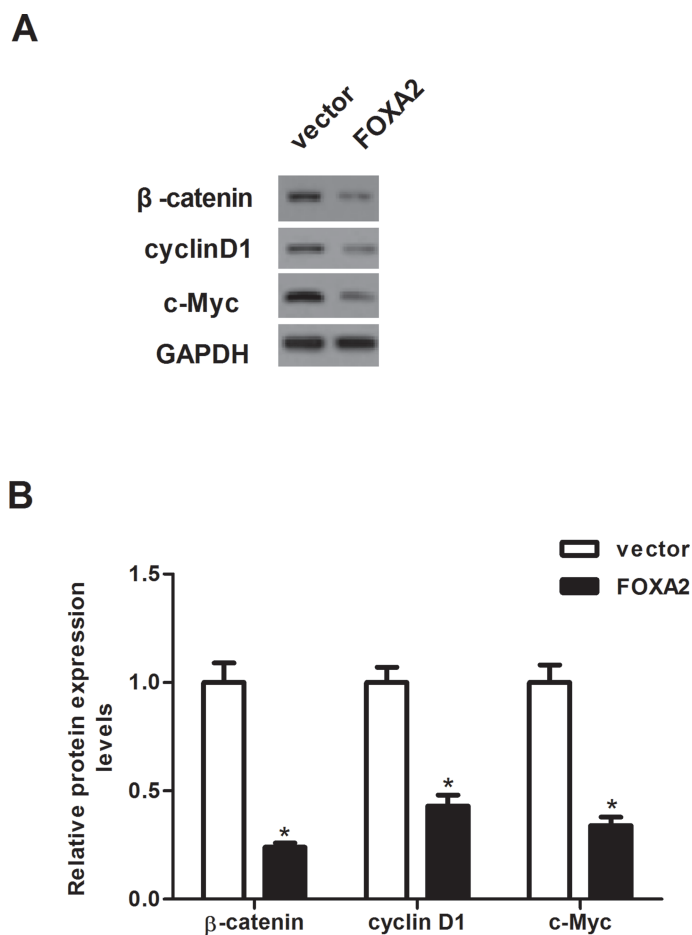 A
vector FOXA2
β -catenin
cyclinD1
c-Myc
GAPDH
B
vector
FOXA2
Relative protein expression
levels
1.5
1.0
0.5
0.0
*
*
*
β-catenin cyclin D1 c-Myc